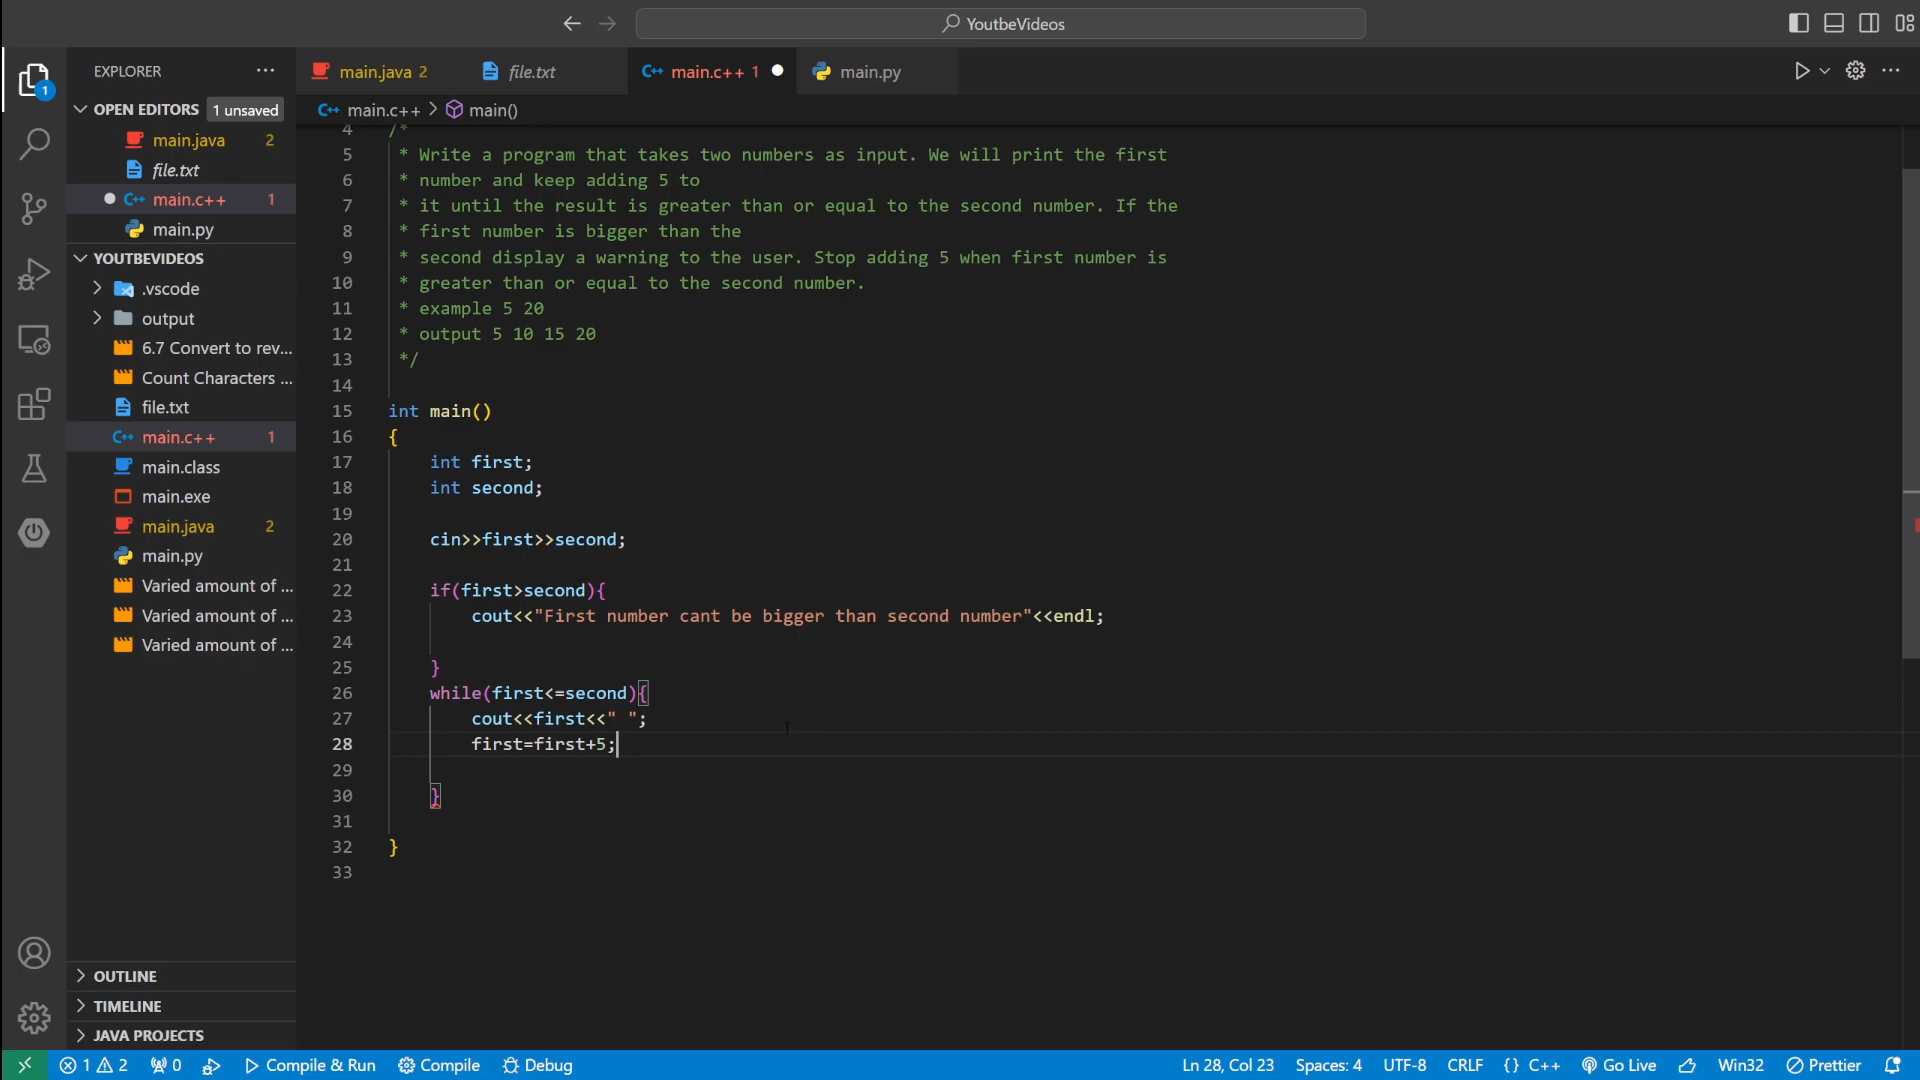 YoutbeVideos
EXPLORER
main.java 2
file.txt
C++ main.c++ 1
main.py
OPEN EDITORS 1 unsaved
C++ main.c++ > main()
main.java 2
file.txt
C++ main.c++ 1
main.py
YOUTBEVIDEOS
.vscode
output
6.7 Convert to rev...
Count Characters ...
file.txt
C++ main.c++ 1
main.class
main.exe
main.java 2
main.py
Varied amount of ...
Varied amount of ...
Varied amount of ...
OUTLINE
TIMELINE
JAVA PROJECTS
1
4 /*
5 * Write a program that takes two numbers as input. We will print the first
6 * number and keep adding 5 to
7 * it until the result is greater than or equal to the second number. If the
8 * first number is bigger than the
9 * second display a warning to the user. Stop adding 5 when first number is
10 * greater than or equal to the second number.
11 * example 5 20
12 * output 5 10 15 20
13 */
14
15 int main()
16 {
17 int first;
18 int second;
19
20 cin>>first>>second;
21
22 if(first>second){
23 cout<<"First number cant be bigger than second number"<<endl;
24
25 }
26 while(first<=second){
27 cout<<first<<" ";
28 first=first+5;
29
30 }
31
32 }
33
1 2 0 Compile & Run Compile Debug Ln 28, Col 23 Spaces: 4 UTF-8 CRLF {} C++ Go Live Win32 Prettier